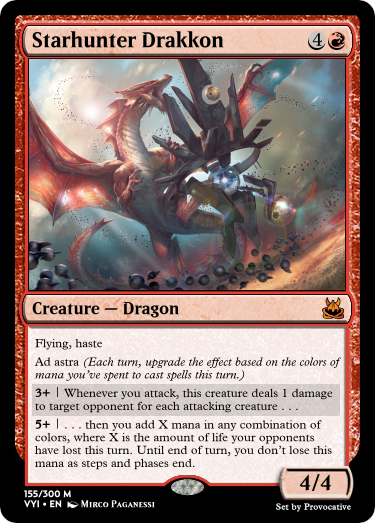 Starhunter Drakkon 4
Creature — Dragon
Flying, haste
Ad astra (Each turn, upgrade the effect based on the colors of
mana you've spent to cast spells this turn.)
3+ | Whenever you attack, this creature deals 1 damage
to target opponent for each attacking creature . . .
5+ | . . . then you add X mana in any combination of
colors, where X is the amount of life your opponents
have lost this turn. Until end of turn, you don't lose this
mana as steps and phases end.
4/4
155/300 M
VYI • EN Mirco Paganessi
Set by Provocative